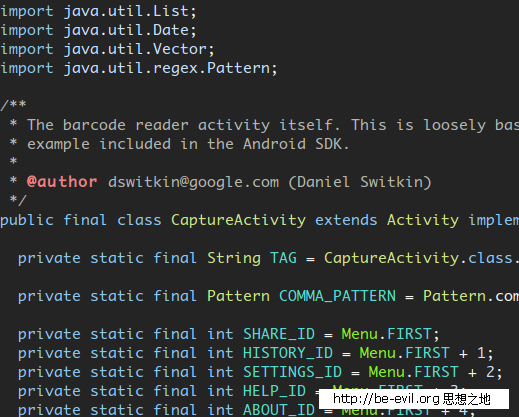 import java.util.List;
import java.util.Date;
import java.util.Vector;
import java.util.regex.Pattern;
/**
 * The barcode reader activity itself. This is loosely bas
 * example included in the Android SDK.
 *
 * @author dswitkin@google.com (Daniel Switkin)
 */
public final class CaptureActivity extends Activity implem
private static final String TAG = CaptureActivity.class.
private static final Pattern COMMA_PATTERN = Pattern.com
private static final int SHARE_ID = Menu.FIRST;
private static final int HISTORY_ID = Menu.FIRST + 1;
private static final int SETTINGS_ID = Menu.FIRST + 2;
private static final int HELP_ID = Menu.FIRST + 3;
private static final int ABOUT_ID = Menu.FIRST + 4;
http://be-evil.org 思想之地